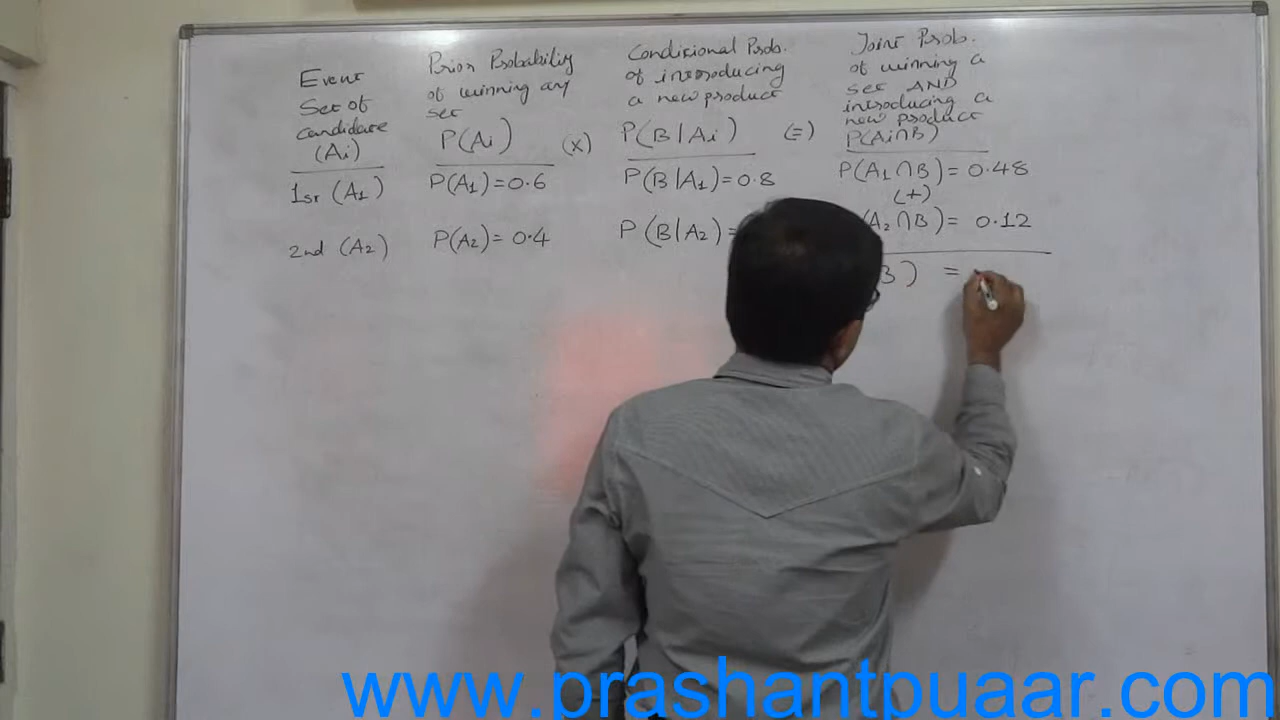 Event
Set of
candidate
(Ai)
Prior Probability
of winning any
set
P(Ai)
(x)
Conditional Prob.
of introducing
a new product
P(B|Ai)
(=)
Joint Prob.
of winning a
set AND
introducing a
new product
P(Ai∩B)
1st (A1)
P(A1)=0.6
P(B|A1)=0.8
P(A1∩B)=0.48
(+)
2nd (A2)
P(A2)=0.4
P(B|A2)=
(A2∩B)= 0.12
B) =
www.prashantpuaar.com